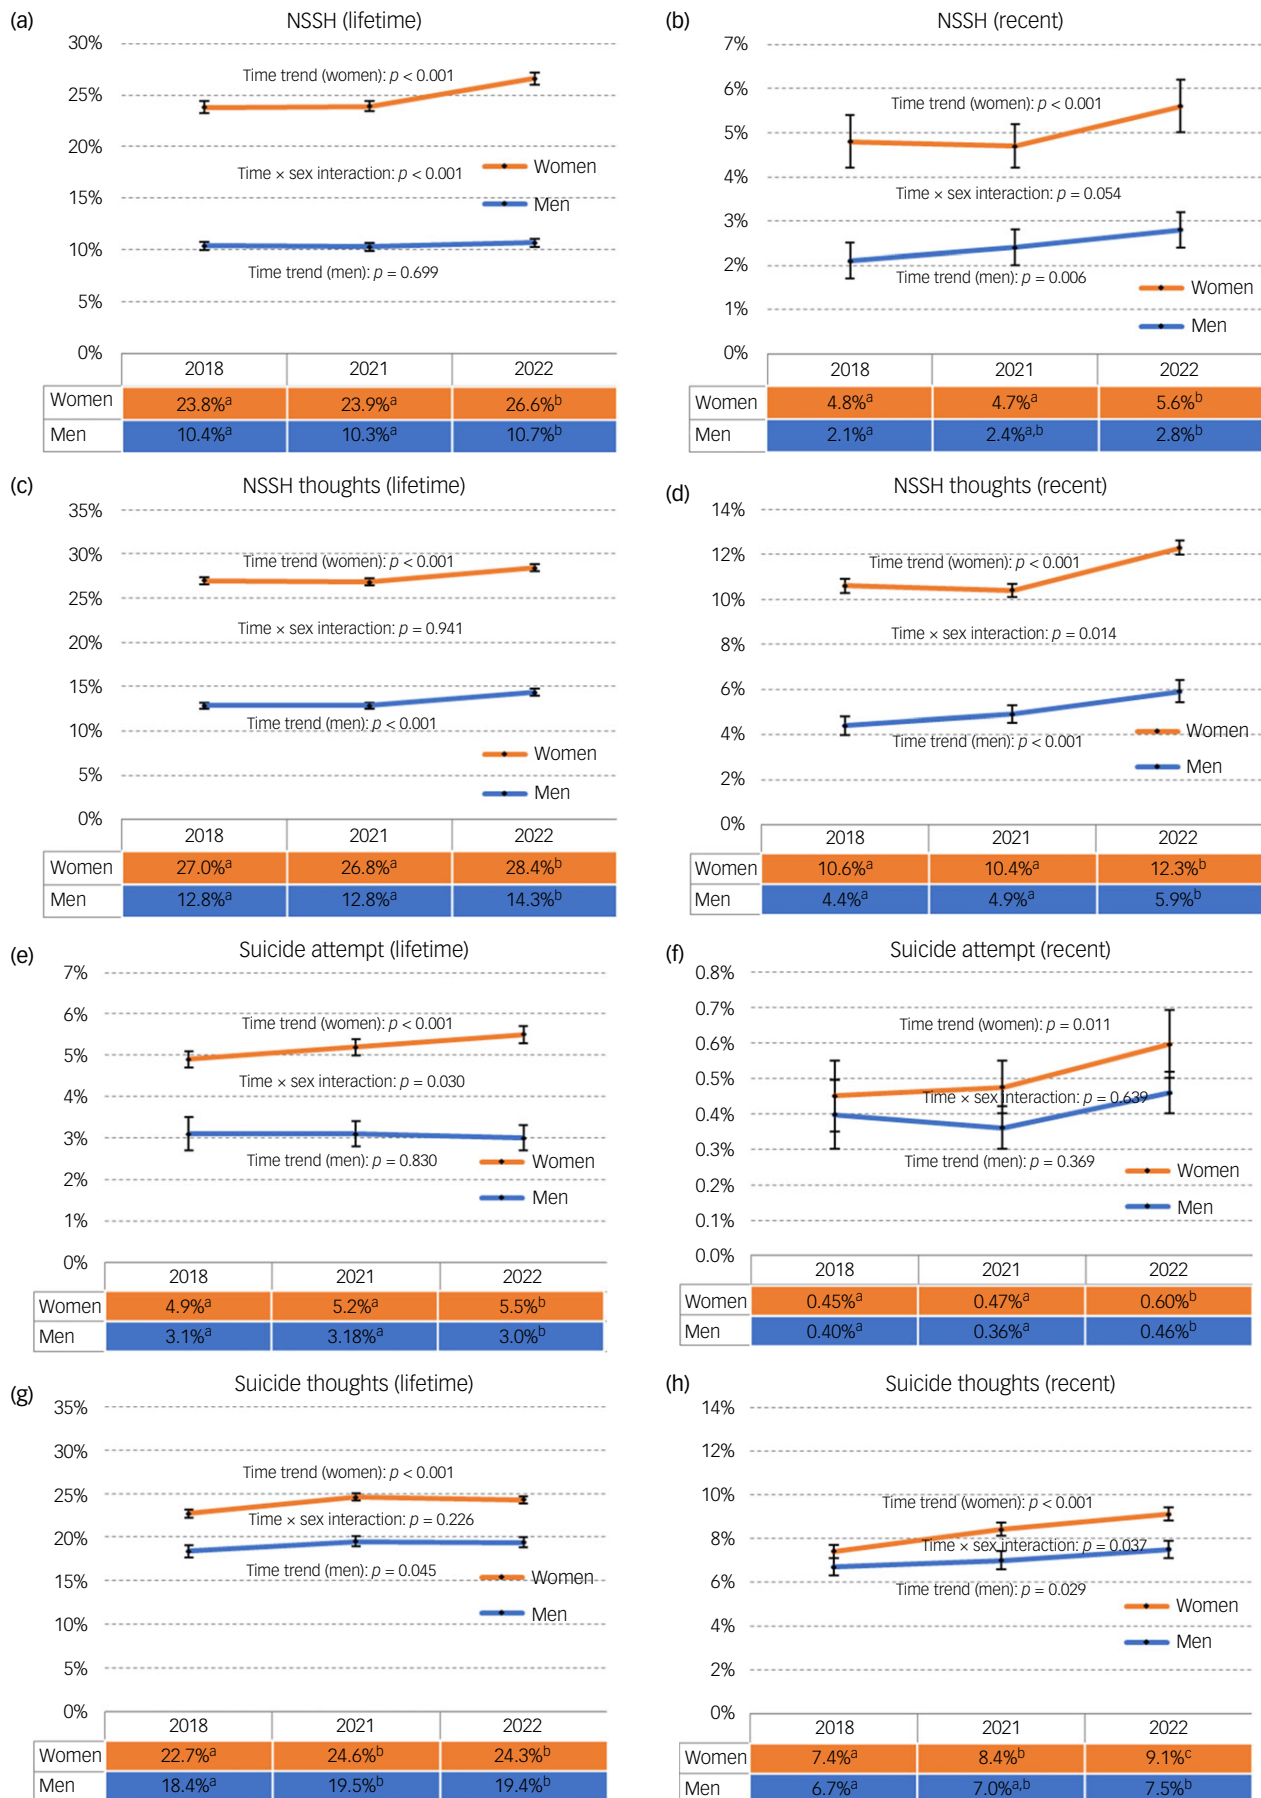 (a)
NSSH (lifetime)
30%
25%
20%
15%
10%
5%
0%
Time trend (women): p < 0.001
Time × sex interaction: p < 0.001
Time trend (men): p = 0.699
Women
Men
2018 2021 2022
Women 23.8%a 23.9%a 26.6%b
Men 10.4%a 10.3%a 10.7%b
(b)
NSSH (recent)
7%
6%
5%
4%
3%
2%
1%
0%
Time trend (women): p < 0.001
Time × sex interaction: p = 0.054
Time trend (men): p = 0.006
Women
Men
2018 2021 2022
Women 4.8%a 4.7%a 5.6%b
Men 2.1%a 2.4%a,b 2.8%b
(c)
NSSH thoughts (lifetime)
35%
30%
25%
20%
15%
10%
5%
0%
Time trend (women): p < 0.001
Time × sex interaction: p = 0.941
Time trend (men): p < 0.001
Women
Men
2018 2021 2022
Women 27.0%a 26.8%a 28.4%b
Men 12.8%a 12.8%a 14.3%b
(d)
NSSH thoughts (recent)
14%
12%
10%
8%
6%
4%
2%
0%
Time trend (women): p < 0.001
Time × sex interaction: p = 0.014
Time trend (men): p < 0.001
Women
Men
2018 2021 2022
Women 10.6%a 10.4%a 12.3%b
Men 4.4%a 4.9%a 5.9%b
(e)
Suicide attempt (lifetime)
7%
6%
5%
4%
3%
2%
1%
0%
Time trend (women): p < 0.001
Time × sex interaction: p = 0.030
Time trend (men): p = 0.830
Women
Men
2018 2021 2022
Women 4.9%a 5.2%a 5.5%b
Men 3.1%a 3.18%a 3.0%b
(f)
Suicide attempt (recent)
0.8%
0.7%
0.6%
0.5%
0.4%
0.3%
0.2%
0.1%
0.0%
Time trend (women): p = 0.011
Time × sex interaction: p = 0.639
Time trend (men): p = 0.369
Women
Men
2018 2021 2022
Women 0.45%a 0.47%a 0.60%b
Men 0.40%a 0.36%a 0.46%b
(g)
Suicide thoughts (lifetime)
35%
30%
25%
20%
15%
10%
5%
0%
Time trend (women): p < 0.001
Time × sex interaction: p = 0.226
Time trend (men): p = 0.045
Women
Men
2018 2021 2022
Women 22.7%a 24.6%b 24.3%b
Men 18.4%a 19.5%b 19.4%b
(h)
Suicide thoughts (recent)
14%
12%
10%
8%
6%
4%
2%
0%
Time trend (women): p < 0.001
Time × sex interaction: p = 0.037
Time trend (men): p = 0.029
Women
Men
2018 2021 2022
Women 7.4%a 8.4%b 9.1%c
Men 6.7%a 7.0%a,b 7.5%b